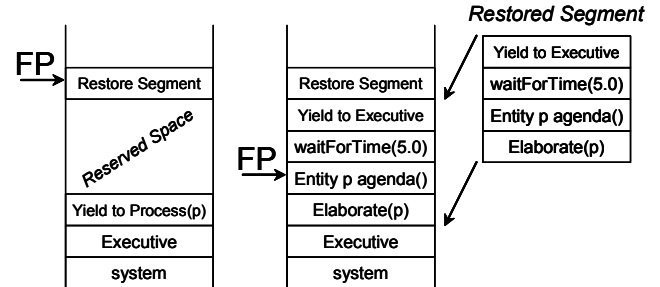 Restored Segment
FP
Restore Segment
Reserved Space
Yield to Process(p)
Executive
system
FP
Restore Segment
Yield to Executive
waitForTime(5.0)
Entity p agenda()
Elaborate(p)
Executive
system
Yield to Executive
waitForTime(5.0)
Entity p agenda()
Elaborate(p)